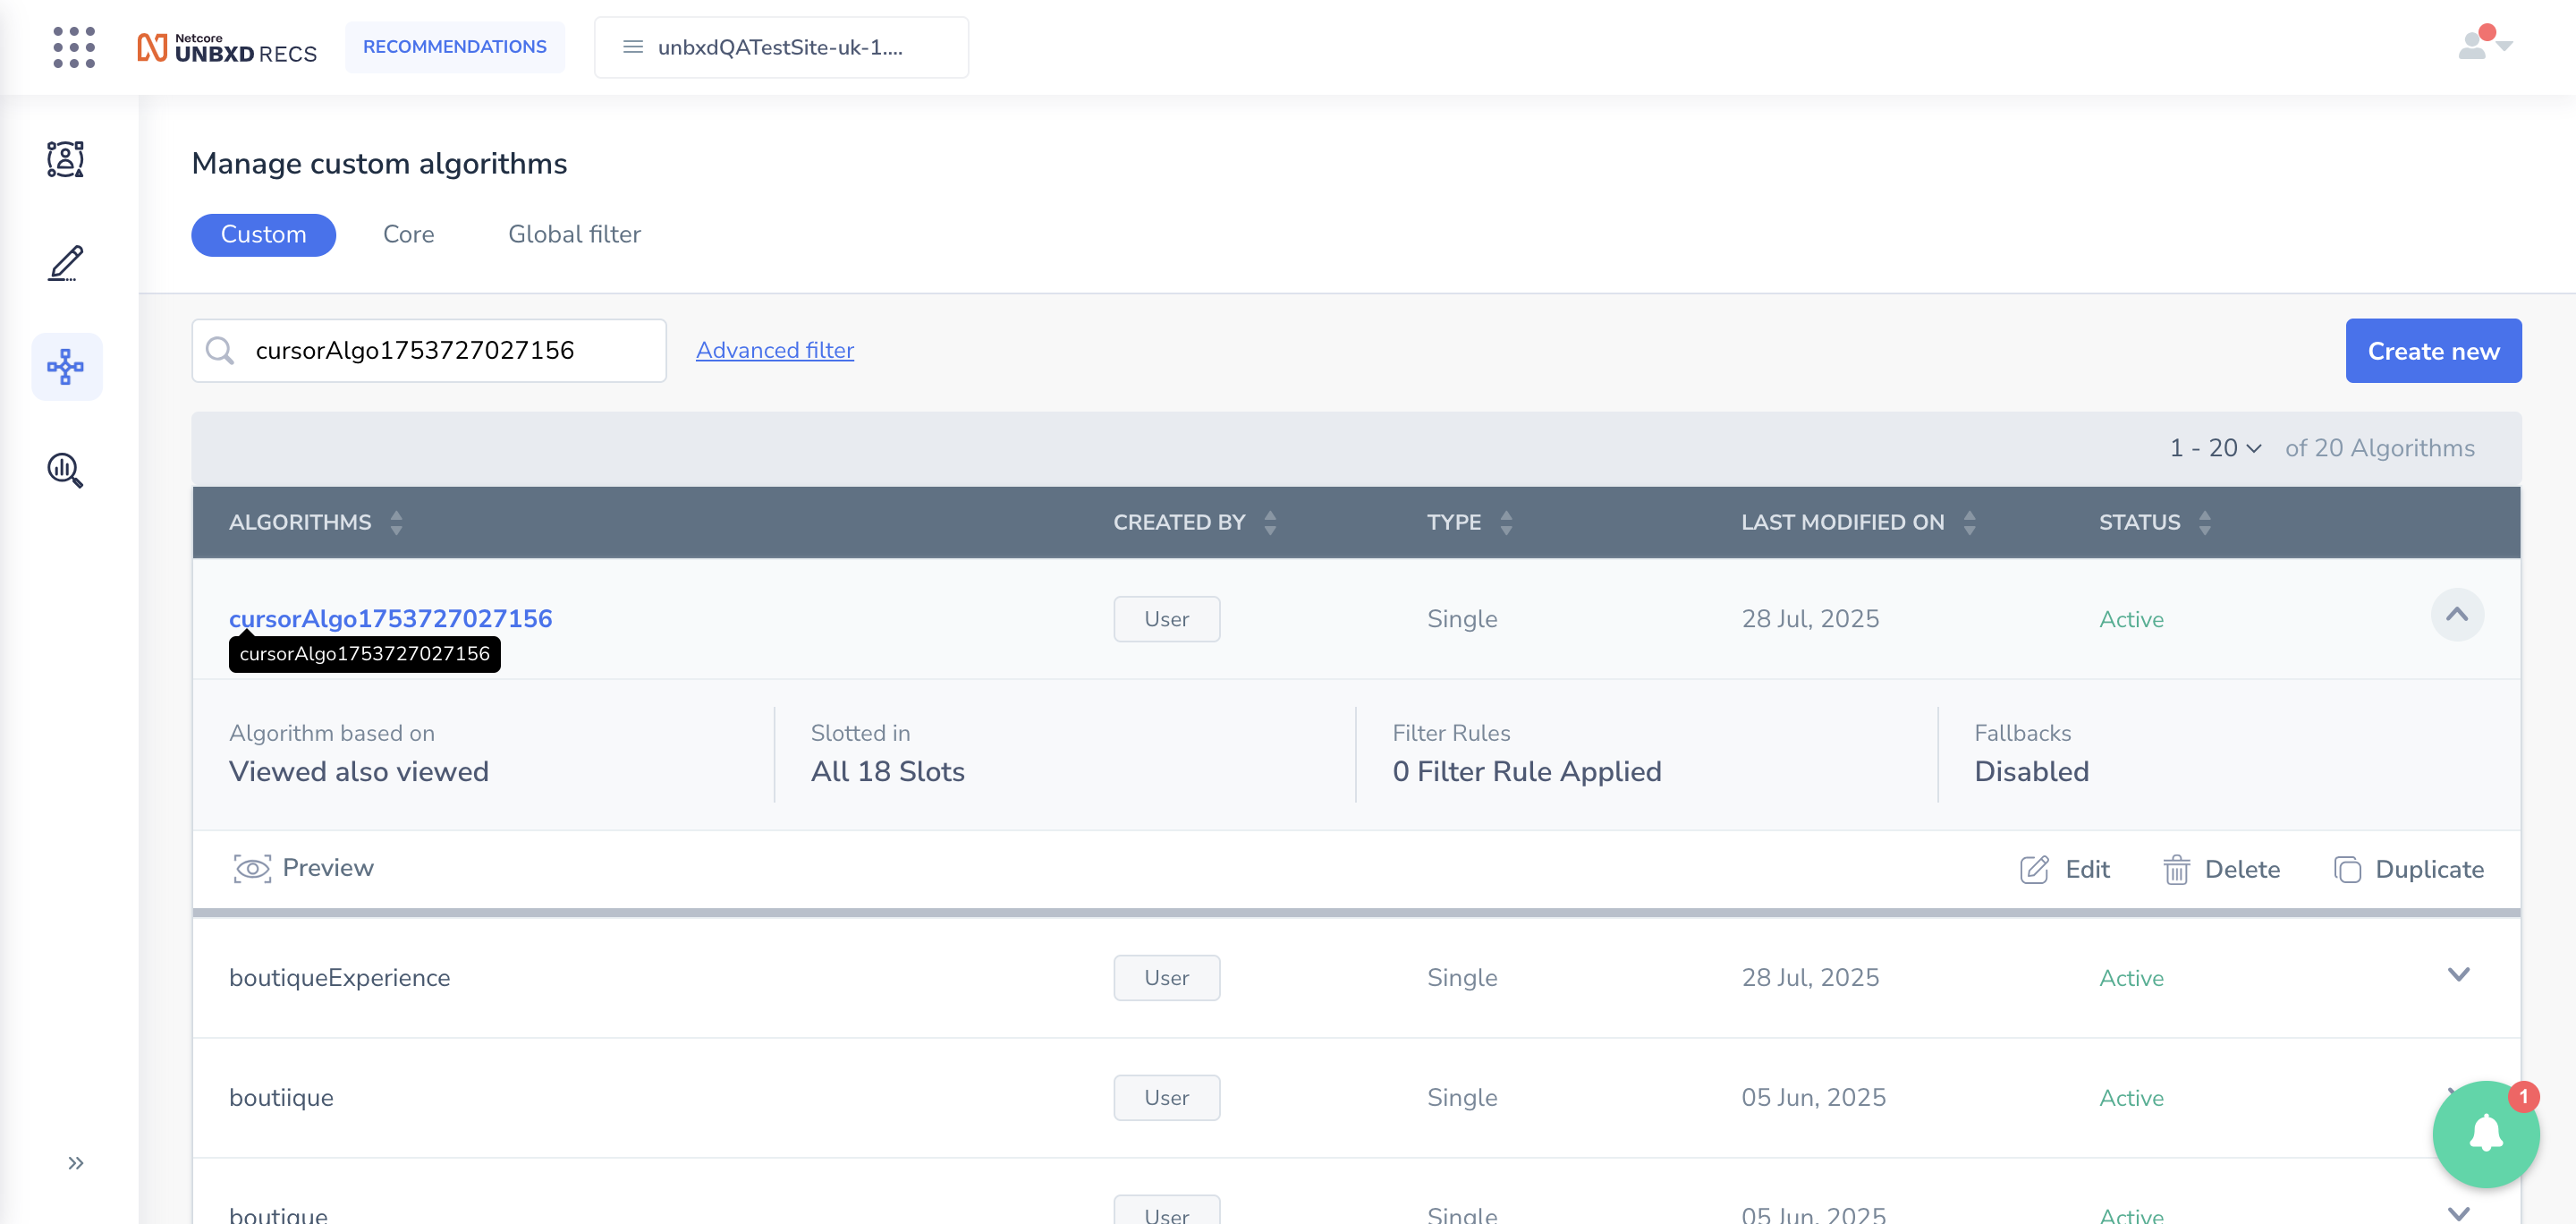 Netcore
UNBXD RECS
RECOMMENDATIONS
unbxdQATestSite-uk-1....
Manage custom algorithms
Custom Core Global filter
cursorAlgo1753727027156 Advanced filter Create new
1 - 20 of 20 Algorithms
ALGORITHMS CREATED BY TYPE LAST MODIFIED ON STATUS
cursorAlgo1753727027156 User Single 28 Jul, 2025 Active
cursorAlgo1753727027156
Algorithm based on Slotted in Filter Rules Fallbacks
Viewed also viewed All 18 Slots 0 Filter Rule Applied Disabled
Preview Edit Delete Duplicate
boutiqueExperience User Single 28 Jul, 2025 Active
boutiique User Single 05 Jun, 2025 Active
1
boutique User Single 05 Jun, 2025 Active